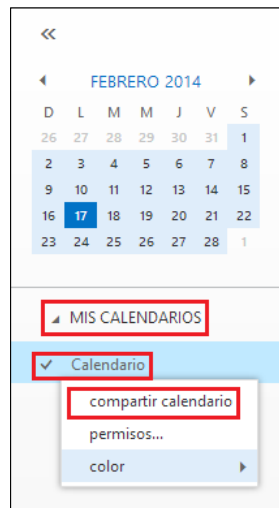 «
FEBRERO 2014
D L M M J V S
26 27 28 29 30 31 1
2 3 4 5 6 7 8
9 10 11 12 13 14 15
16 17 18 19 20 21 22
23 24 25 26 27 28 1
MIS CALENDARIOS
Calendario
compartir calendario
permisos...
color